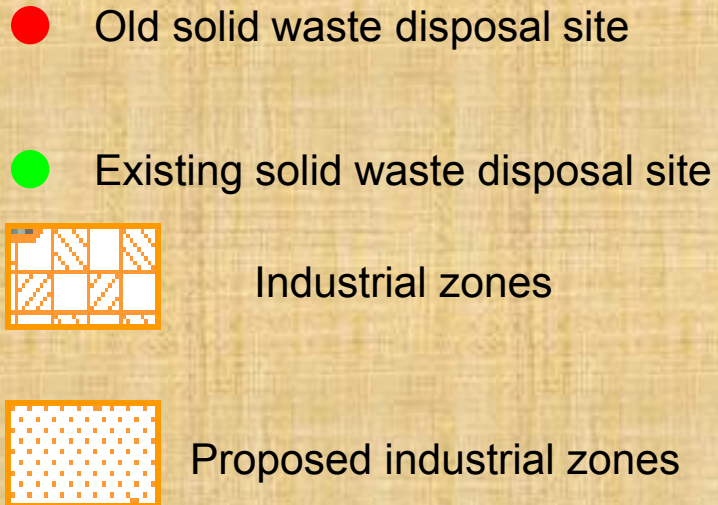 Old solid waste disposal site
Existing solid waste disposal site
Industrial zones
Proposed industrial zones